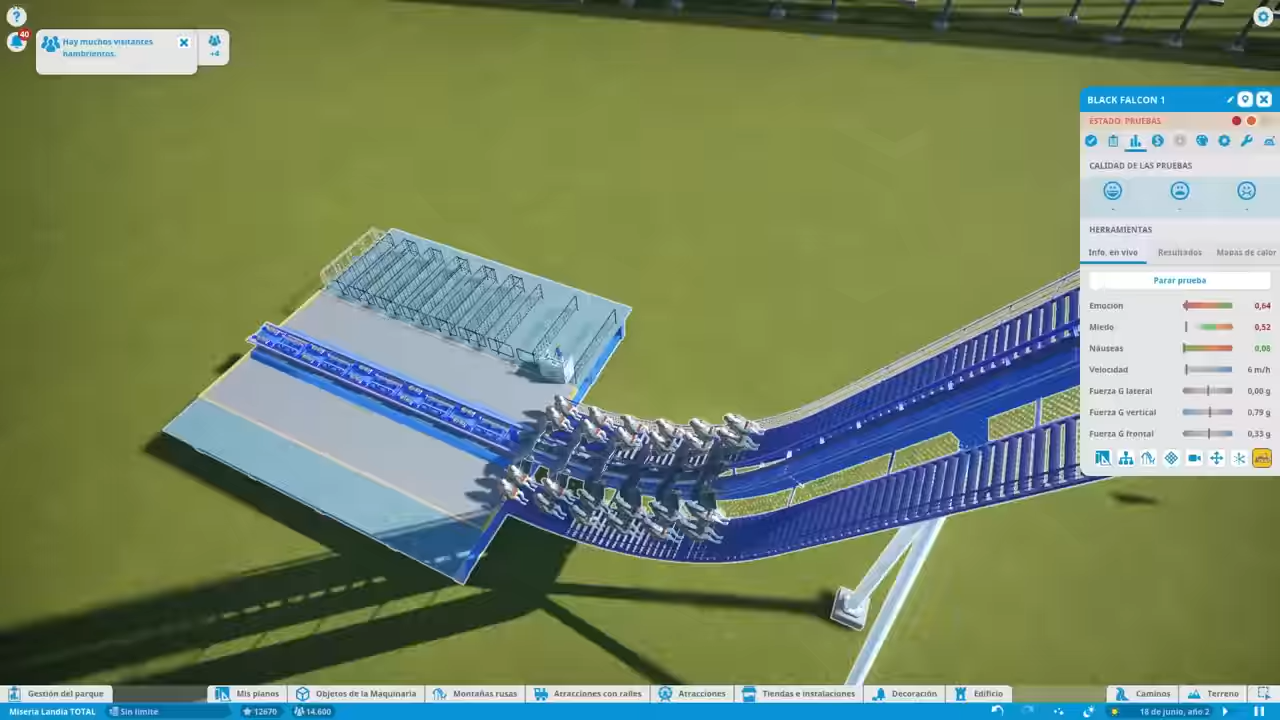 ?
40
Hay muchos visitantes
hambrientos.
+4
BLACK FALCON 1
ESTADO: PRUEBAS
CALIDAD DE LAS PRUEBAS
- - -
HERRAMIENTAS
Info. en vivo Resultados Mapas de calor
Parar prueba
Emoción 0,64
Miedo 0,52
Náuseas 0,08
Velocidad 6 m/h
Fuerza G lateral 0,00 g
Fuerza G vertical 0,79 g
Fuerza G frontal 0,33 g
Gestión del parque Mis planos Objetos de la Maquinaria Montañas rusas Atracciones con raíles Atracciones Tiendas e instalaciones Decoración Edificio Caminos Terreno
Miseria Landia TOTAL Sin límite 12670 14.600 18 de junio, año 2